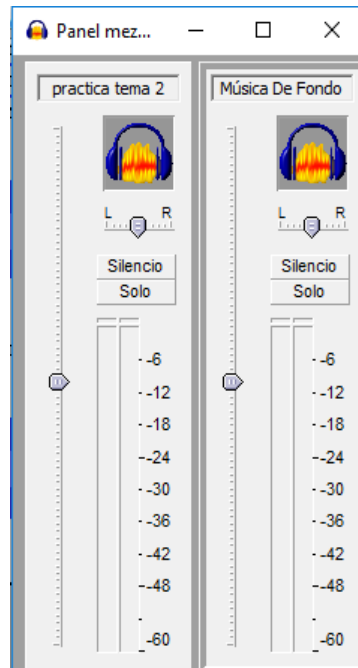 Panel mez...
practica tema 2
L R
Silencio
Solo
-6
-12
-18
-24
-30
-36
-42
-48
-60
Música De Fondo
L R
Silencio
Solo
-6
-12
-18
-24
-30
-36
-42
-48
-60